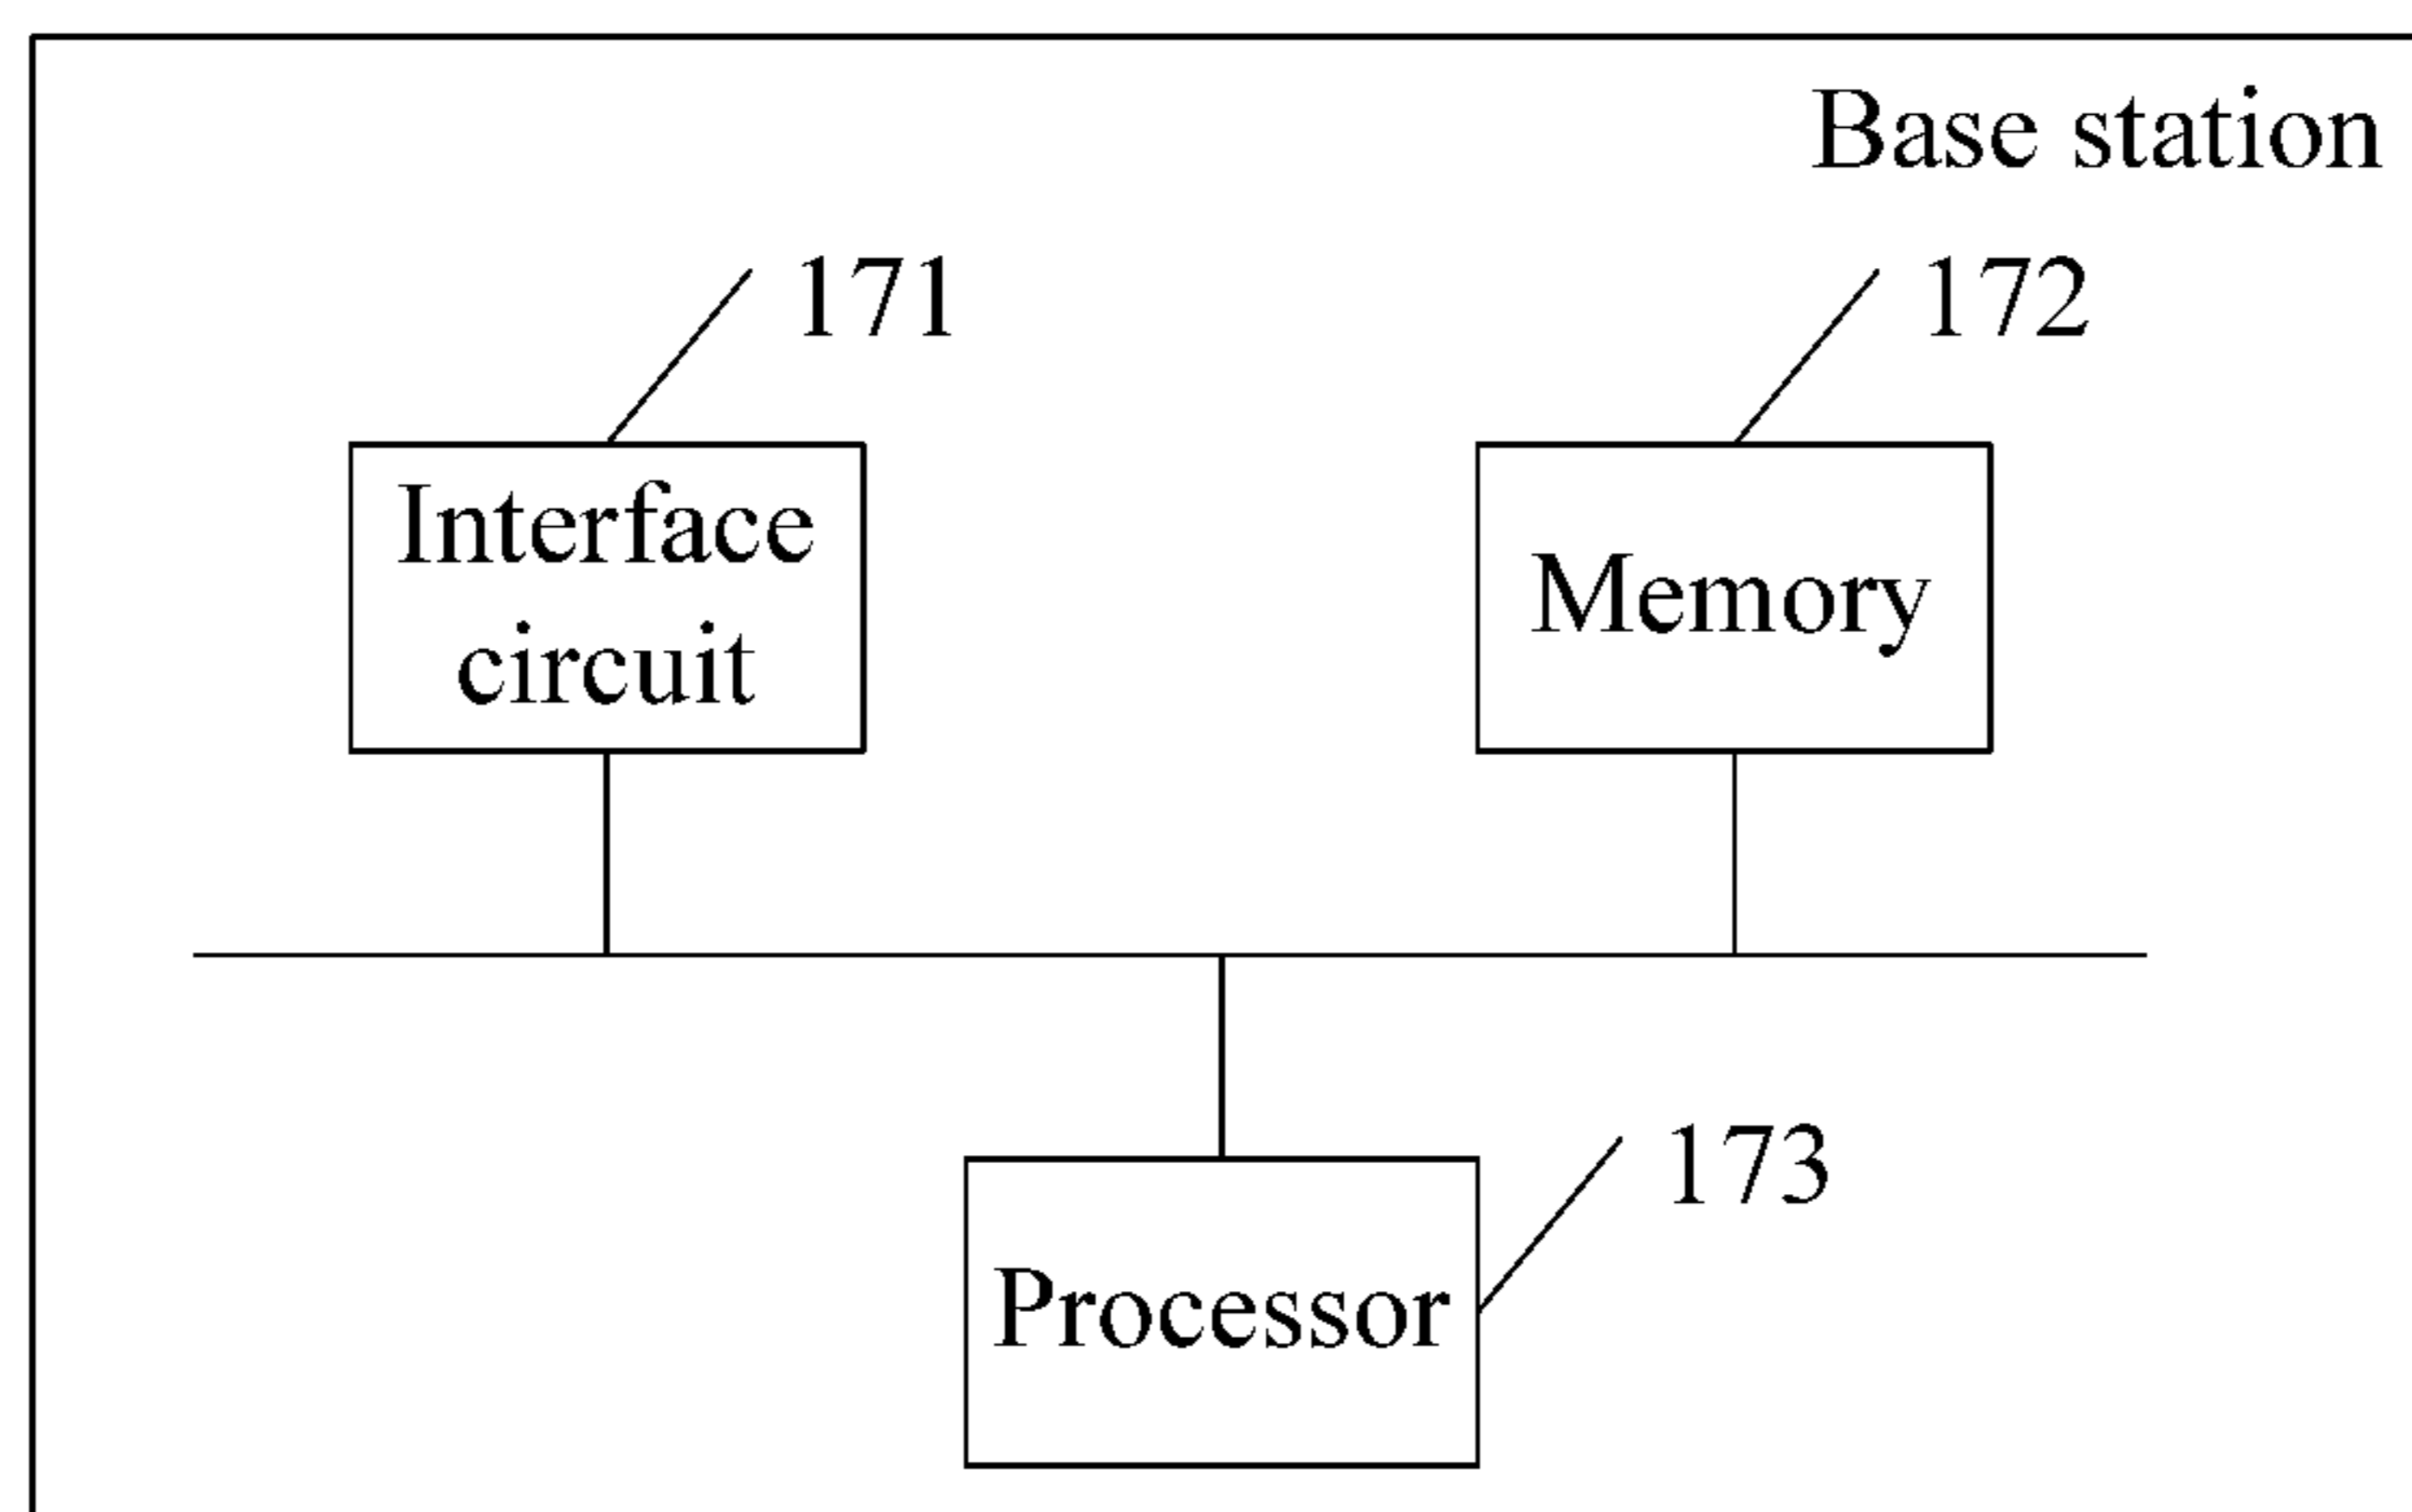 Base station
171
172
Interface
circuit
Memory
173
Processor